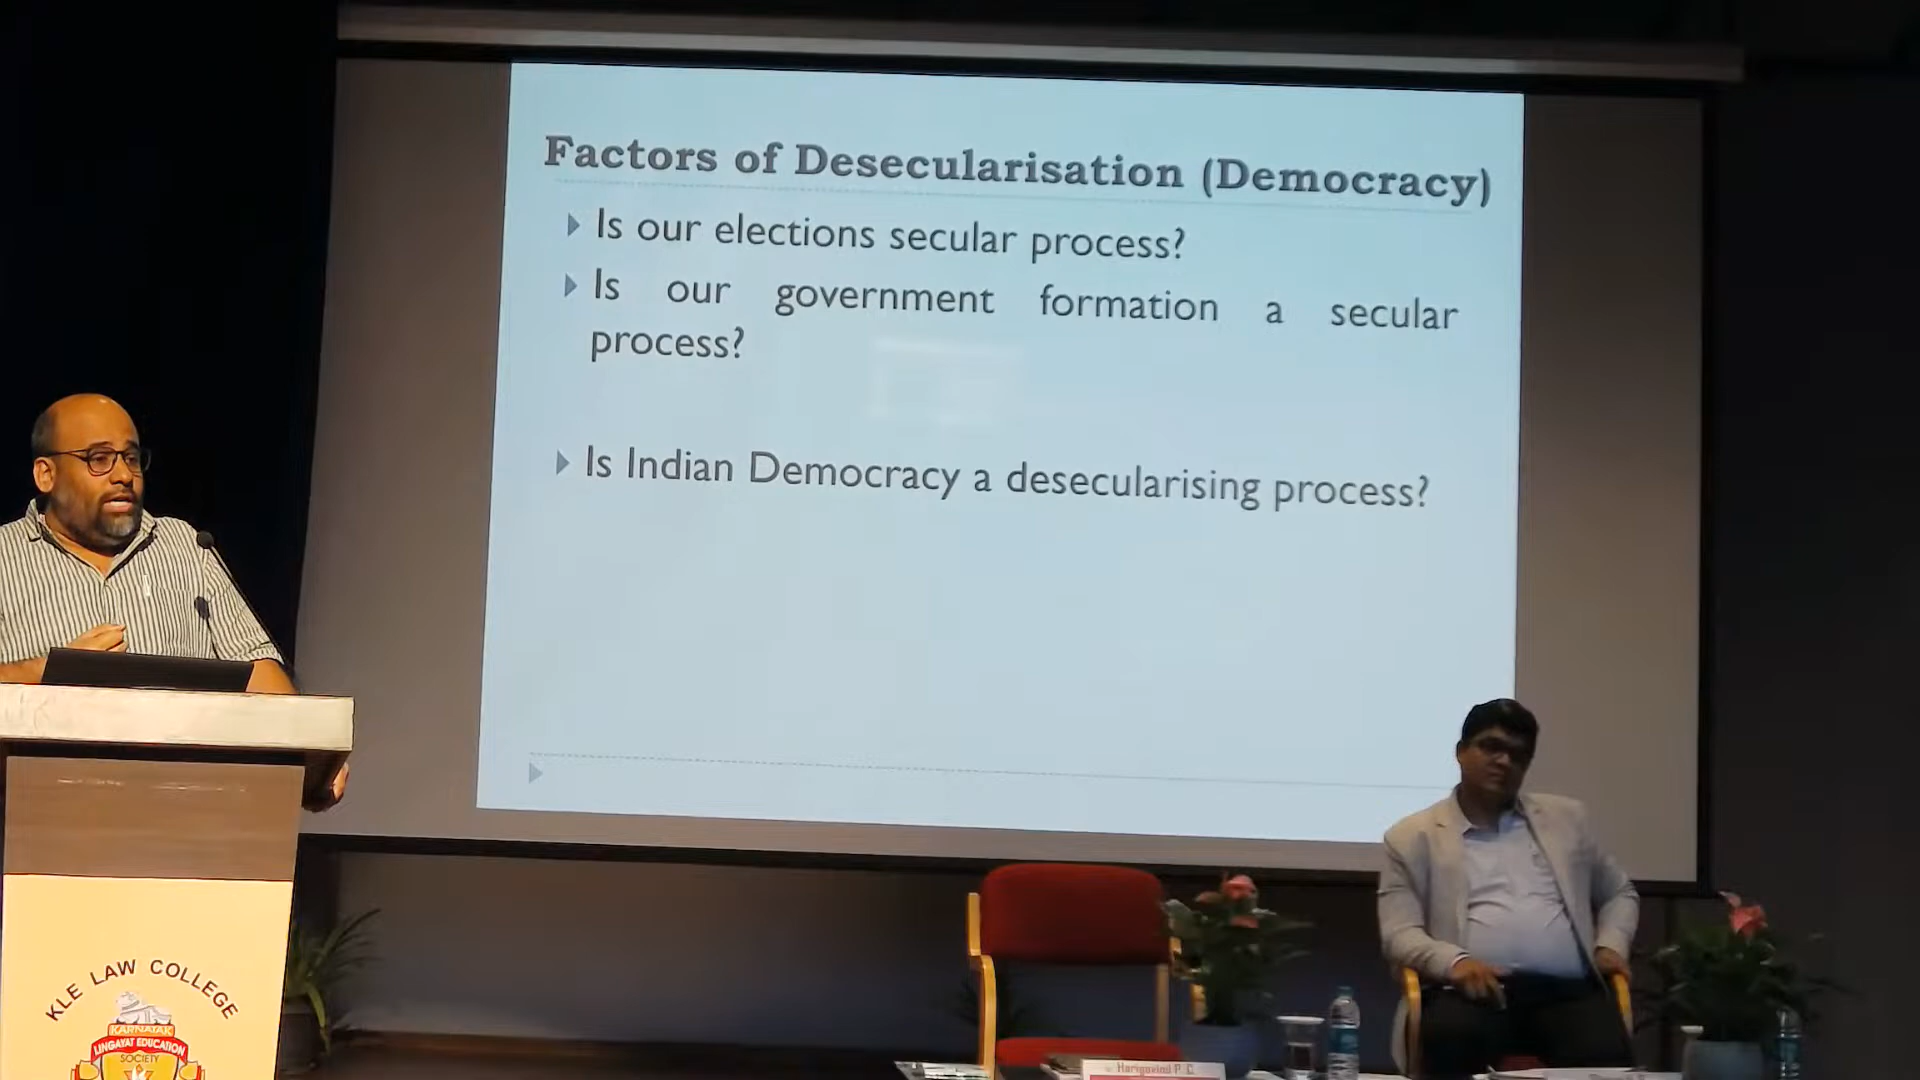 Factors of Desecularisation (Democracy)
Is our elections secular process?
Is our government formation a secular
process?
Is Indian Democracy a desecularising process?
KLE LAW COLLEGE
KARNATAK
LINGAYAT EDUCATION
SOCIETY
Harigovind P. C.